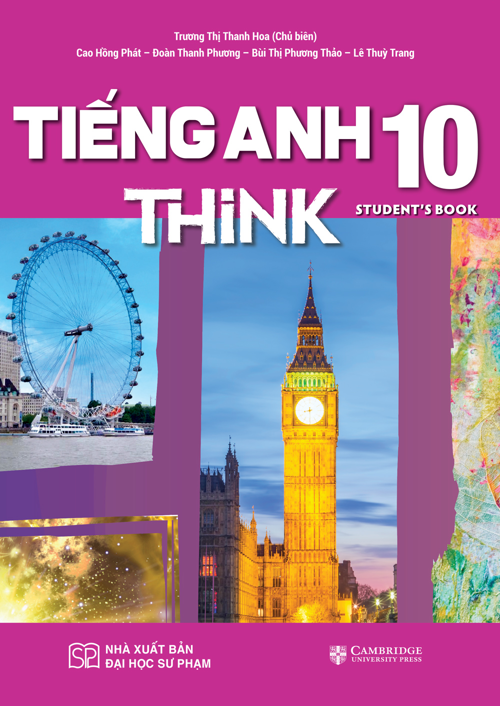 Trương Thị Thanh Hoa (Chủ biên)
Cao Hồng Phát – Đoàn Thanh Phương – Bùi Thị Phương Thảo – Lê Thuỳ Trang
TIẾNG ANH 10
THiNK
STUDENT'S BOOK
SP
NHÀ XUẤT BẢN
ĐẠI HỌC SƯ PHẠM
CAMBRIDGE
UNIVERSITY PRESS